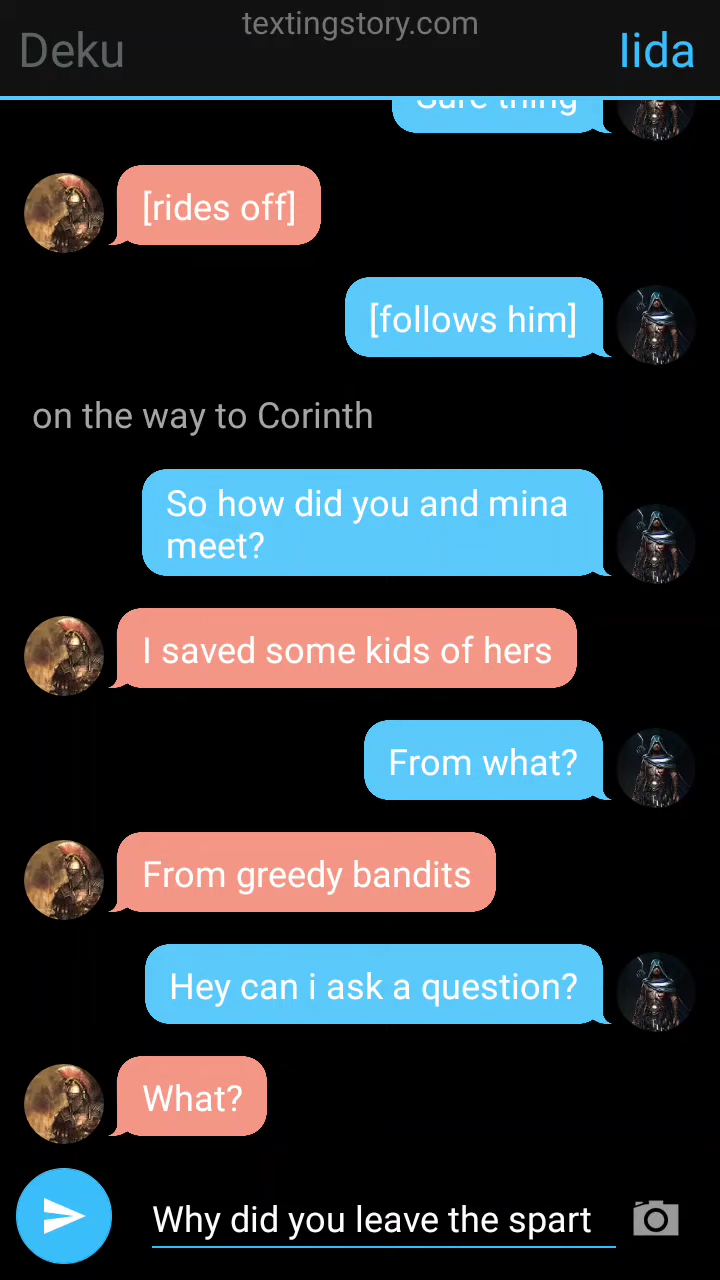 textingstory.com
Deku
Iida
Sure thing
[rides off]
[follows him]
on the way to Corinth
So how did you and mina
meet?
I saved some kids of hers
From what?
From greedy bandits
Hey can i ask a question?
What?
Why did you leave the spart